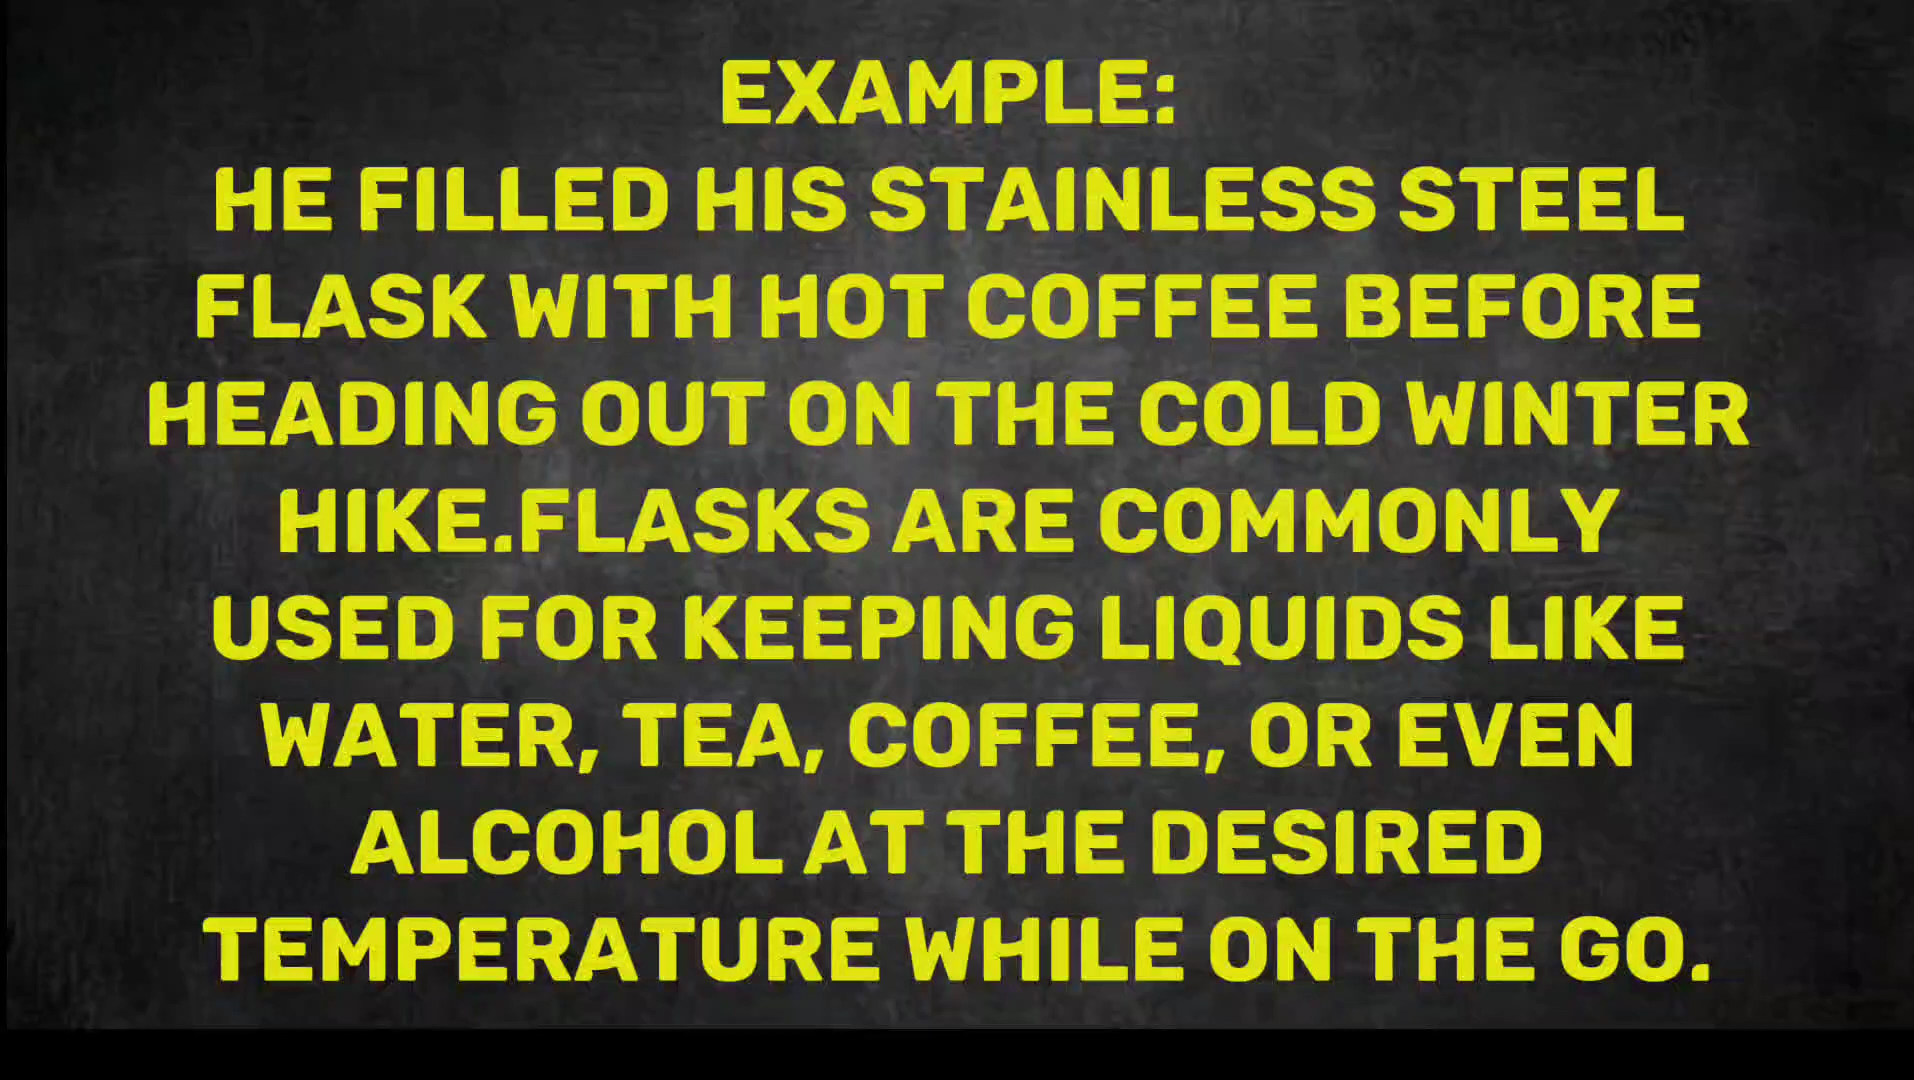 EXAMPLE:
HE FILLED HIS STAINLESS STEEL
FLASK WITH HOT COFFEE BEFORE
HEADING OUT ON THE COLD WINTER
HIKE.FLASKS ARE COMMONLY
USED FOR KEEPING LIQUIDS LIKE
WATER, TEA, COFFEE, OR EVEN
ALCOHOL AT THE DESIRED
TEMPERATURE WHILE ON THE GO.